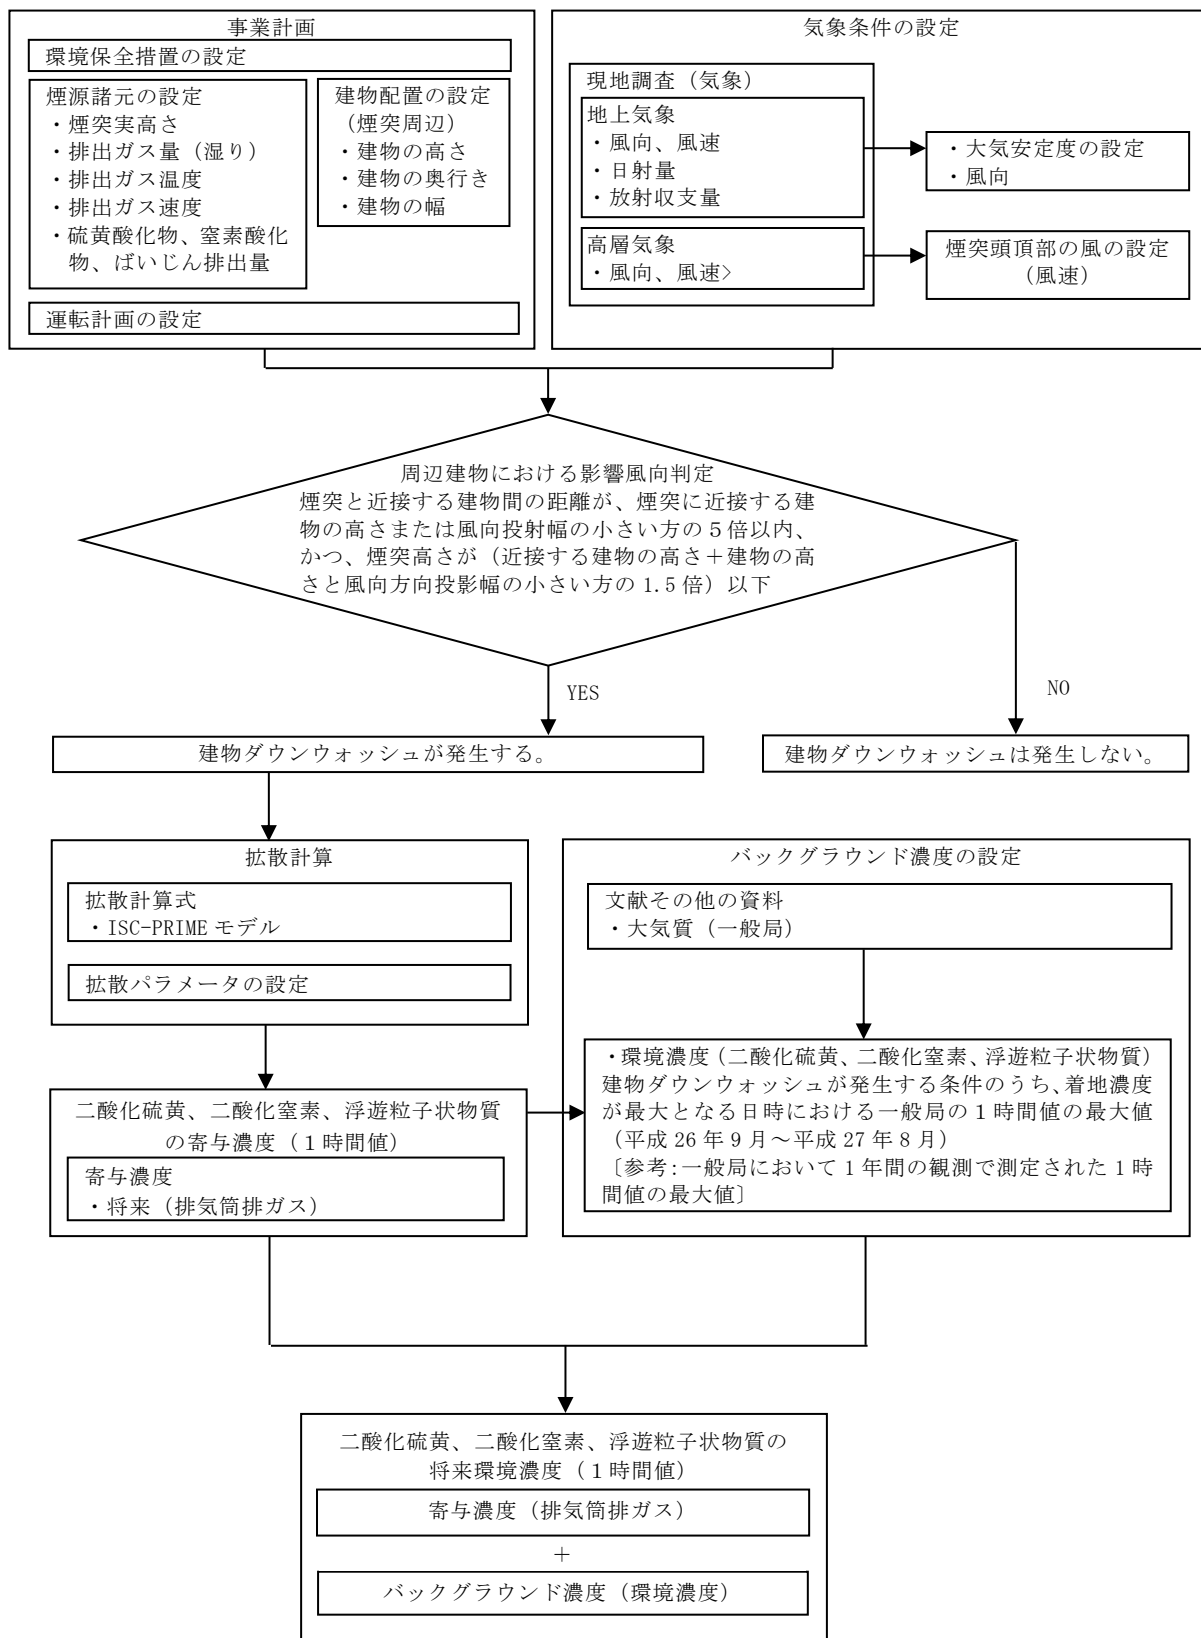 事業計画
環境保全措置の設定
煙源諸元の設定
・煙突実高さ
・排出ガス量（湿り）
・排出ガス温度
・排出ガス速度
・硫黄酸化物、窒素酸化
物、ばいじん排出量
建物配置の設定
（煙突周辺）
・建物の高さ
・建物の奥行き
・建物の幅
運転計画の設定
気象条件の設定
現地調査（気象）
地上気象
・風向、風速
・日射量
・放射収支量
・大気安定度の設定
・風向
高層気象
・風向、風速>
煙突頭頂部の風の設定
（風速）
周辺建物における影響風向判定
煙突と近接する建物間の距離が、煙突に近接する建
物の高さまたは風向投射幅の小さい方の５倍以内、
かつ、煙突高さが（近接する建物の高さ＋建物の高
さと風向方向投影幅の小さい方の 1.5 倍）以下
YES
NO
建物ダウンウォッシュが発生する。
建物ダウンウォッシュは発生しない。
拡散計算
拡散計算式
・ISC-PRIME モデル
拡散パラメータの設定
バックグラウンド濃度の設定
文献その他の資料
・大気質（一般局）
・環境濃度（二酸化硫黄、二酸化窒素、浮遊粒子状物質）
建物ダウンウォッシュが発生する条件のうち、着地濃度
が最大となる日時における一般局の１時間値の最大値
（平成 26 年 9 月～平成 27 年 8 月）
〔参考：一般局において 1 年間の観測で測定された 1 時
間値の最大値〕
二酸化硫黄、二酸化窒素、浮遊粒子状物質
の寄与濃度（１時間値）
寄与濃度
・将来（排気筒排ガス）
二酸化硫黄、二酸化窒素、浮遊粒子状物質の
将来環境濃度（１時間値）
寄与濃度（排気筒排ガス）
＋
バックグラウンド濃度（環境濃度）